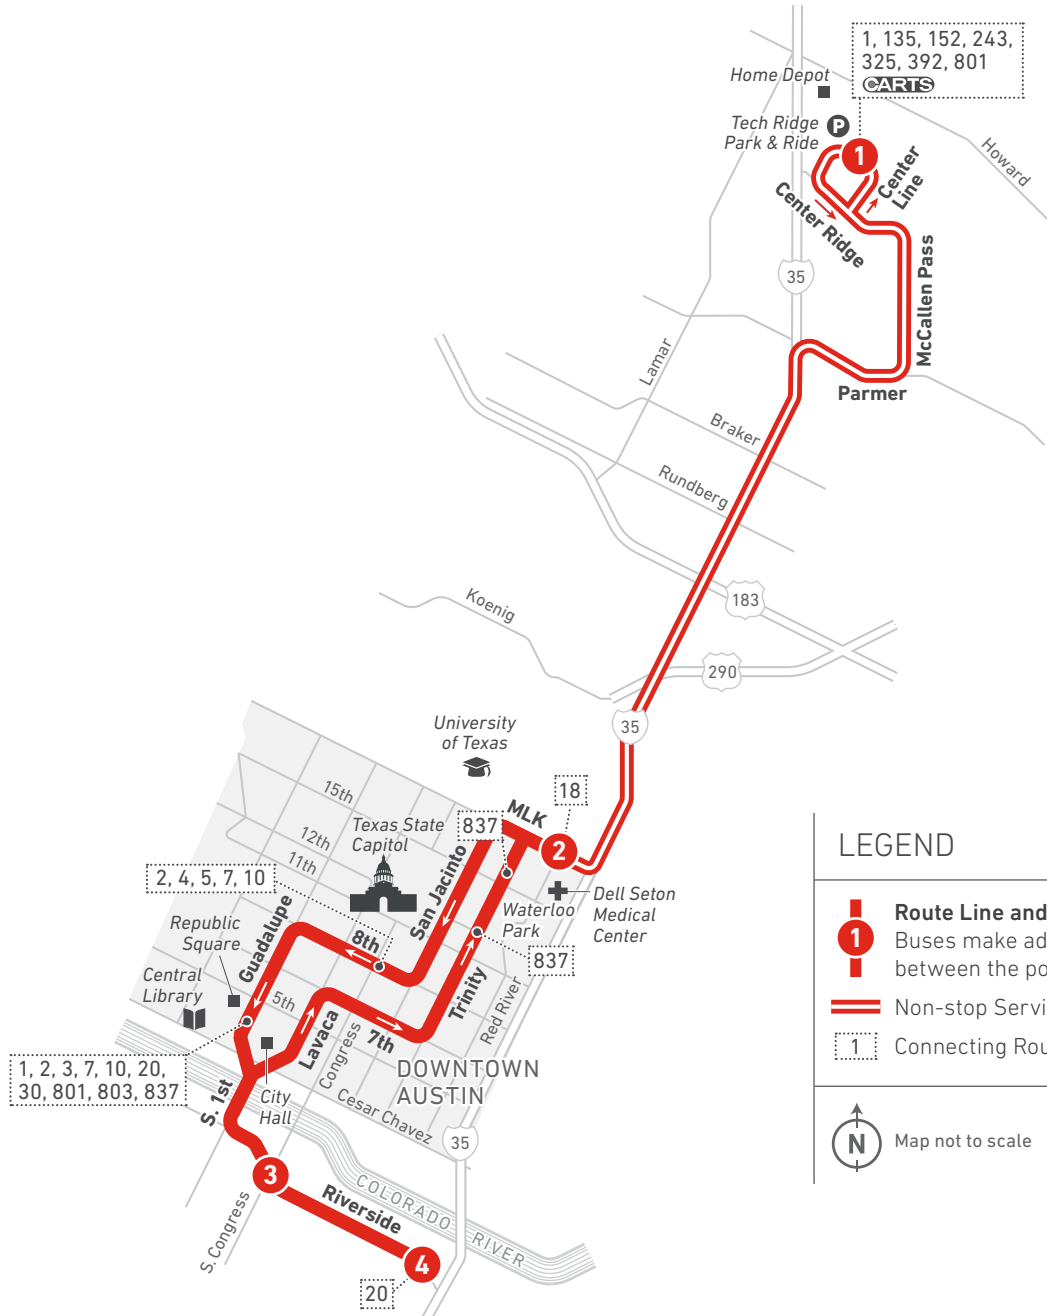 1, 135, 152, 243,
325, 392, 801
CARTS
Home Depot
Tech Ridge
Park & Ride
P
1
Howard
Center
Line
Center Ridge
McCallen Pass
35
Lamar
Parmer
Braker
Rundberg
183
Koenig
290
35
University
of Texas
18
15th
MLK
837
12th
Texas State
Capitol
11th
2
2, 4, 5, 7, 10
San Jacinto
Dell Seton
Medical
Center
Waterloo
Park
Republic
Square
Guadalupe
8th
837
Central
Library
5th
Trinity
Red River
Lavaca
Congress
7th
1, 2, 3, 7, 10, 20,
30, 801, 803, 837
DOWNTOWN
AUSTIN
S. 1st
City
Hall
Cesar Chavez
35
3
Riverside
COLORADO RIVER
S. Congress
4
20
LEGEND
1
Route Line and
Buses make ad
between the po
Non-stop Servi
1
Connecting Rou
N
Map not to scale